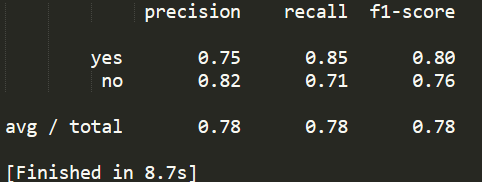 precision recall f1-score
yes 0.75 0.85 0.80
no 0.82 0.71 0.76
avg / total 0.78 0.78 0.78
[Finished in 8.7s]